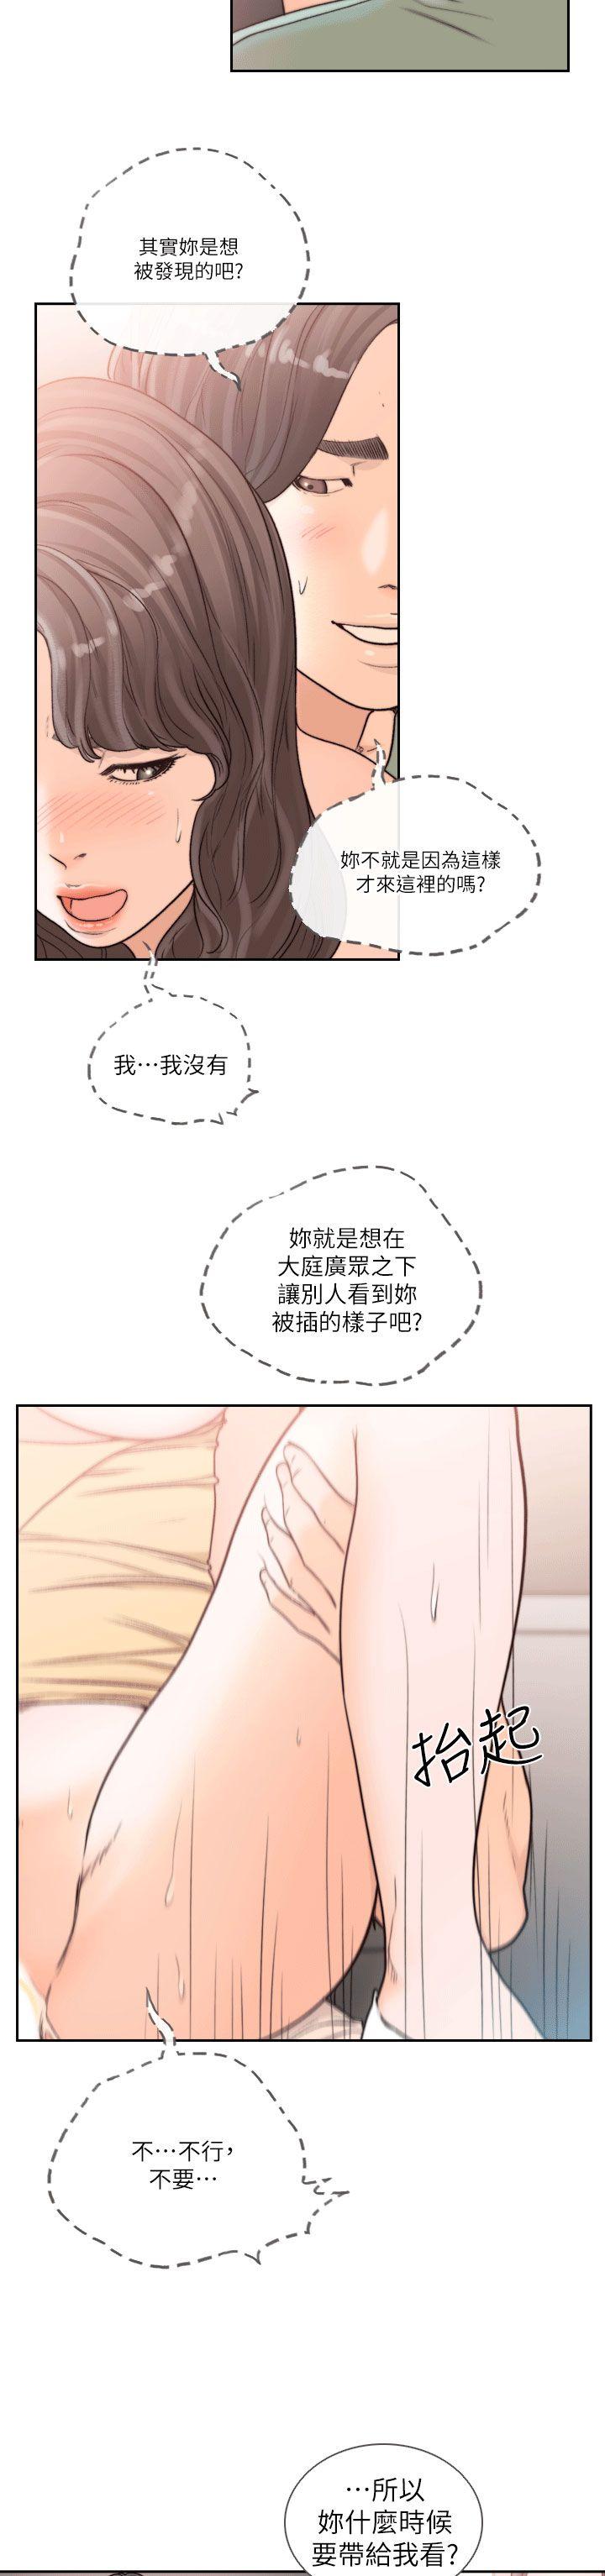 其實妳是想
被發現的吧?
妳不就是因為這樣
才來這裡的嗎?
我⋯我沒有
妳就是想在
大庭廣眾之下
讓別人看到妳
被插的樣子吧?
抬起
不⋯不行,
不要⋯
⋯所以
妳什麼時候
要帶給我看?